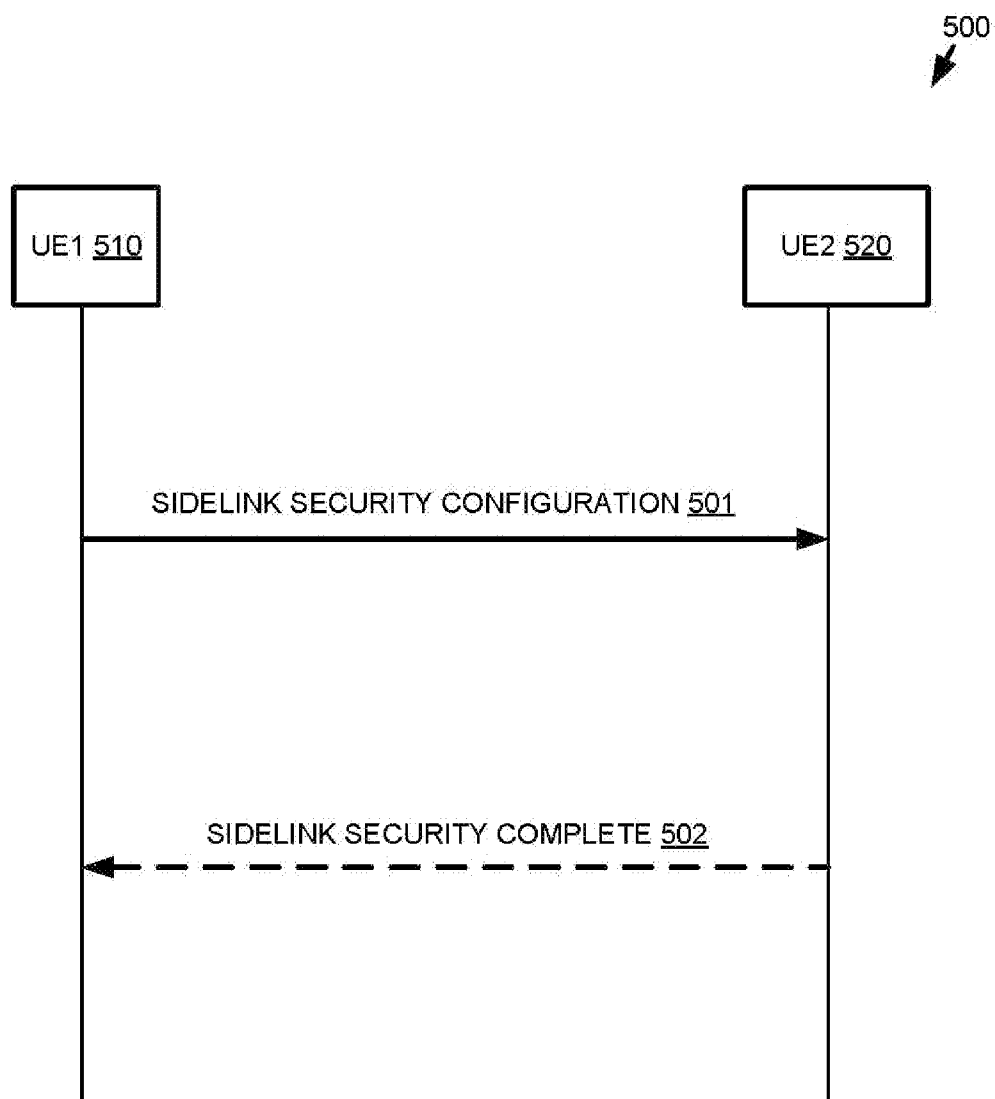 500
UE1 510
UE2 520
SIDELINK SECURITY CONFIGURATION 501
SIDELINK SECURITY COMPLETE 502